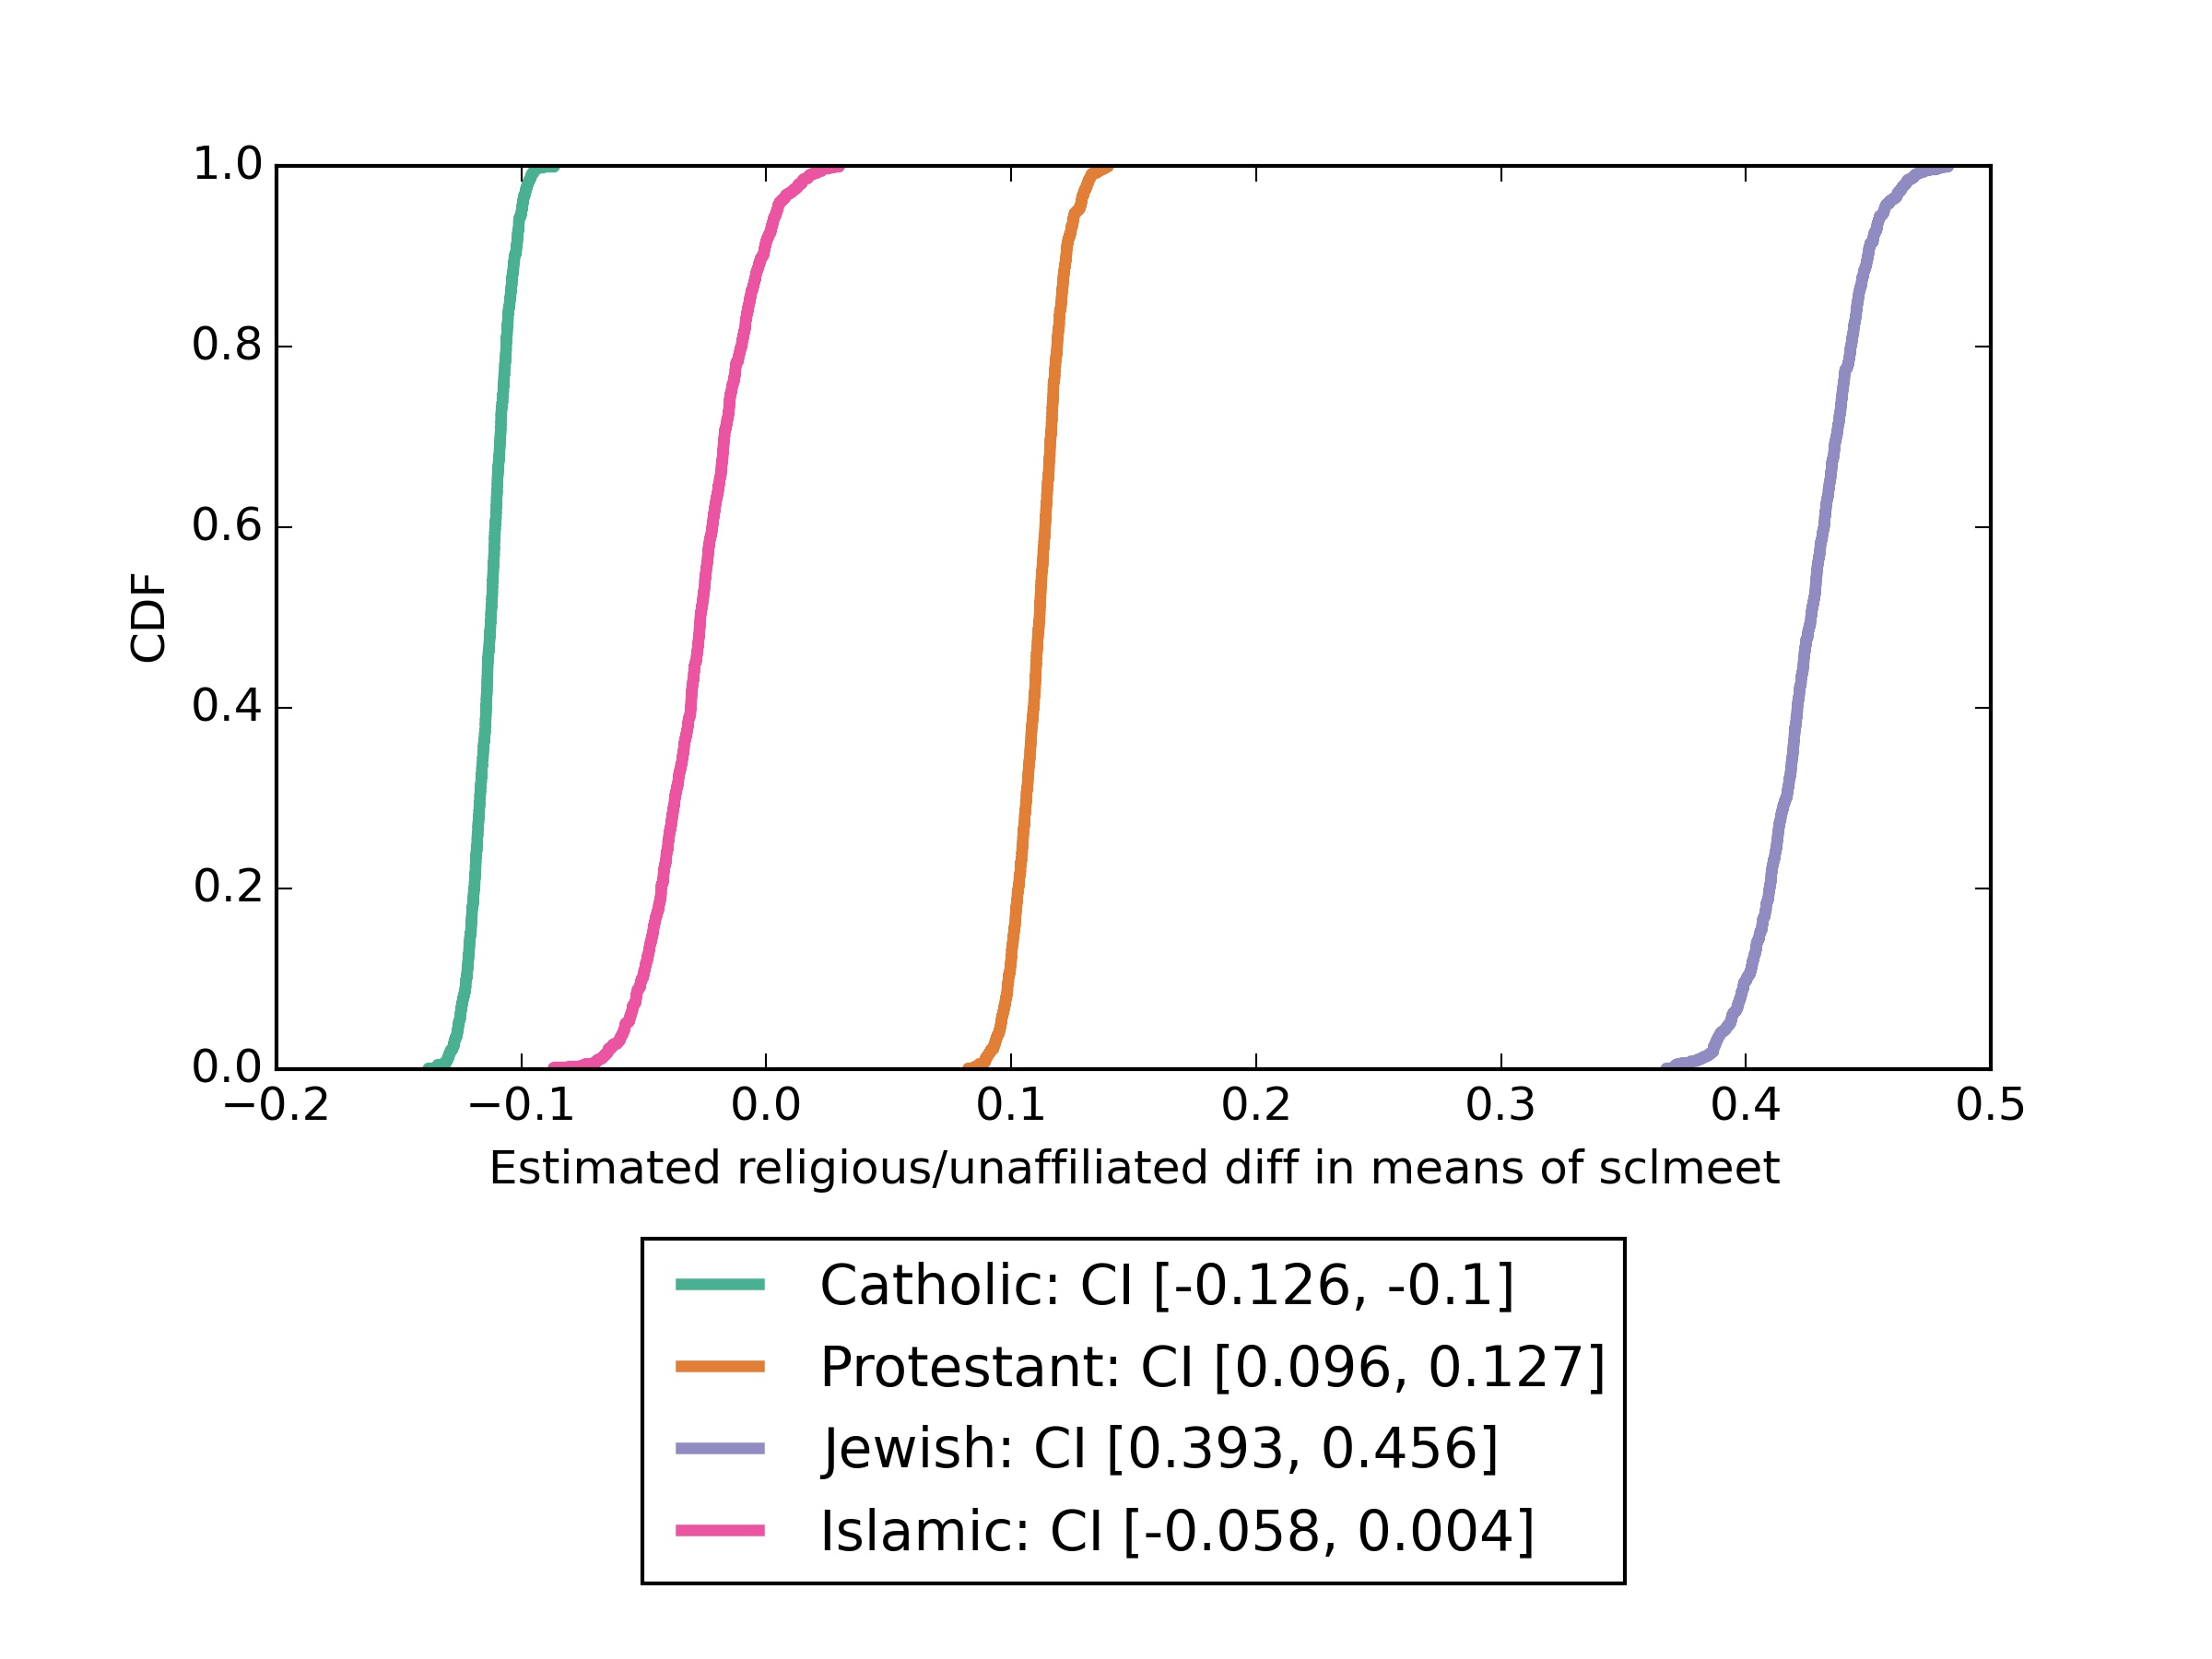 1.0
0.8
0.6
0.4
0.2
0.0
CDF
−0.2 −0.1 0.0 0.1 0.2 0.3 0.4 0.5
Estimated religious/unaffiliated diff in means of sclmeet
Catholic: CI [-0.126, -0.1]
Protestant: CI [0.096, 0.127]
Jewish: CI [0.393, 0.456]
Islamic: CI [-0.058, 0.004]